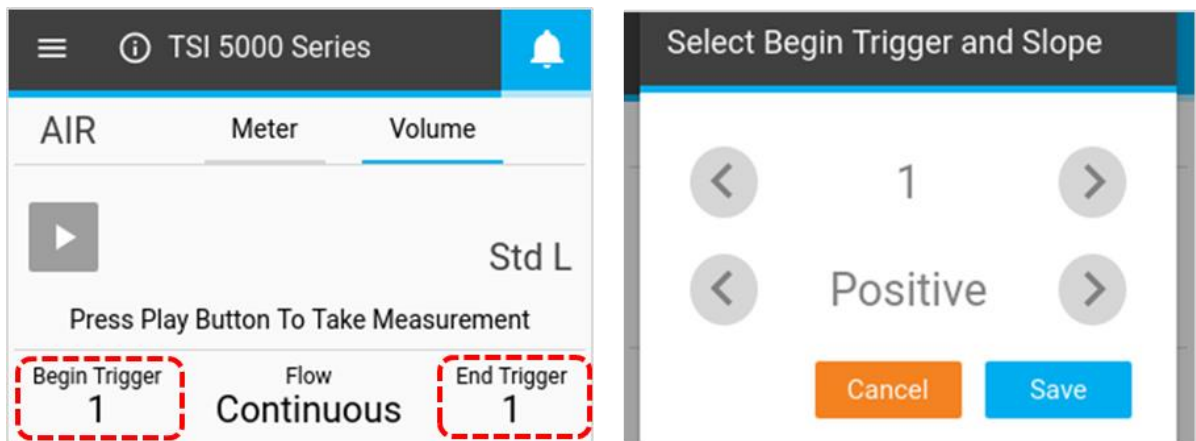 TSI 5000 Series
AIR Meter Volume
Std L
Press Play Button To Take Measurement
Begin Trigger Flow End Trigger
1 Continuous 1
Select Begin Trigger and Slope
1
Positive
Cancel Save